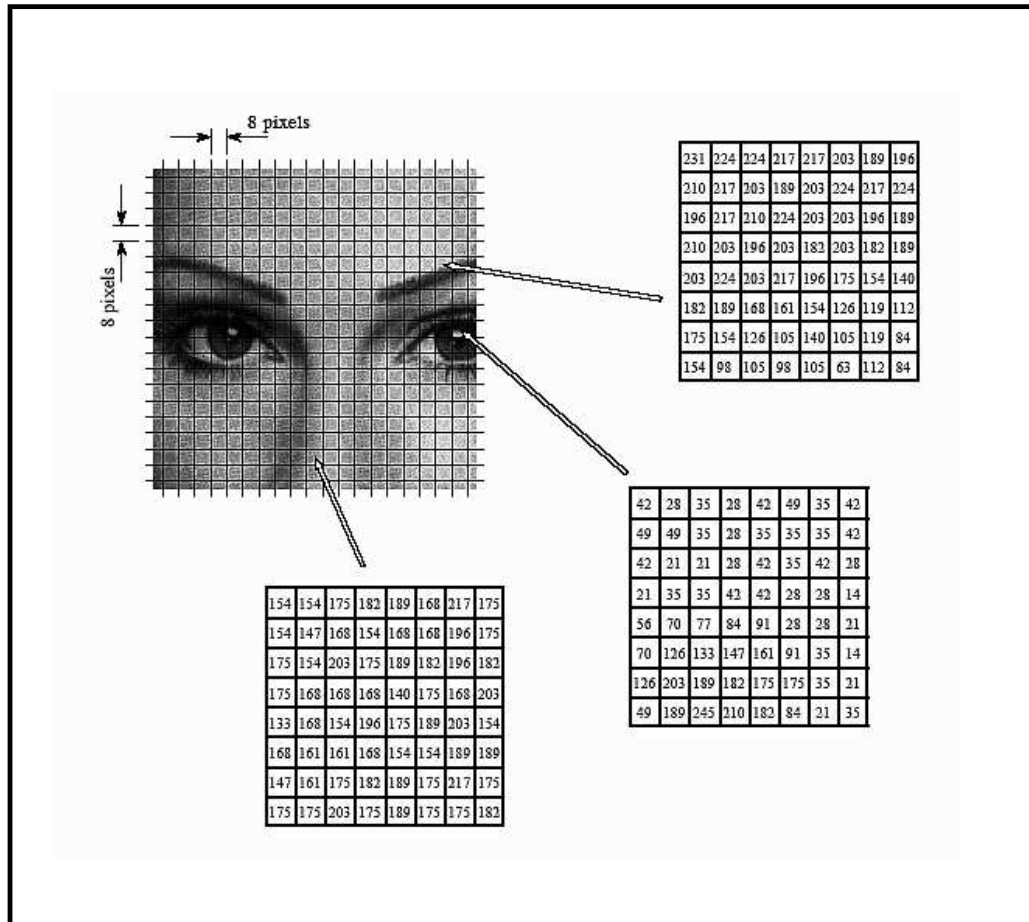 8 pixels
8 pixels
231 224 224 217 217 203 189 196
210 217 203 189 203 224 217 224
196 217 210 224 203 203 196 189
210 203 196 203 182 203 182 189
203 224 203 217 196 175 154 140
182 189 168 161 154 126 119 112
175 154 126 105 140 105 119 84
154 98 105 98 105 63 112 84
42 28 35 28 42 49 35 42
49 49 35 28 35 35 35 42
42 21 21 28 42 35 42 28
21 35 35 42 42 28 28 14
56 70 77 84 91 28 28 21
70 126 133 147 161 91 35 14
126 203 189 182 175 175 35 21
49 189 245 210 182 84 21 35
154 154 175 182 189 168 217 175
154 147 168 154 168 168 196 175
175 154 203 175 189 182 196 182
175 168 168 168 140 175 168 203
133 168 154 196 175 189 203 154
168 161 161 168 154 154 189 189
147 161 175 182 189 175 217 175
175 175 203 175 189 175 175 182